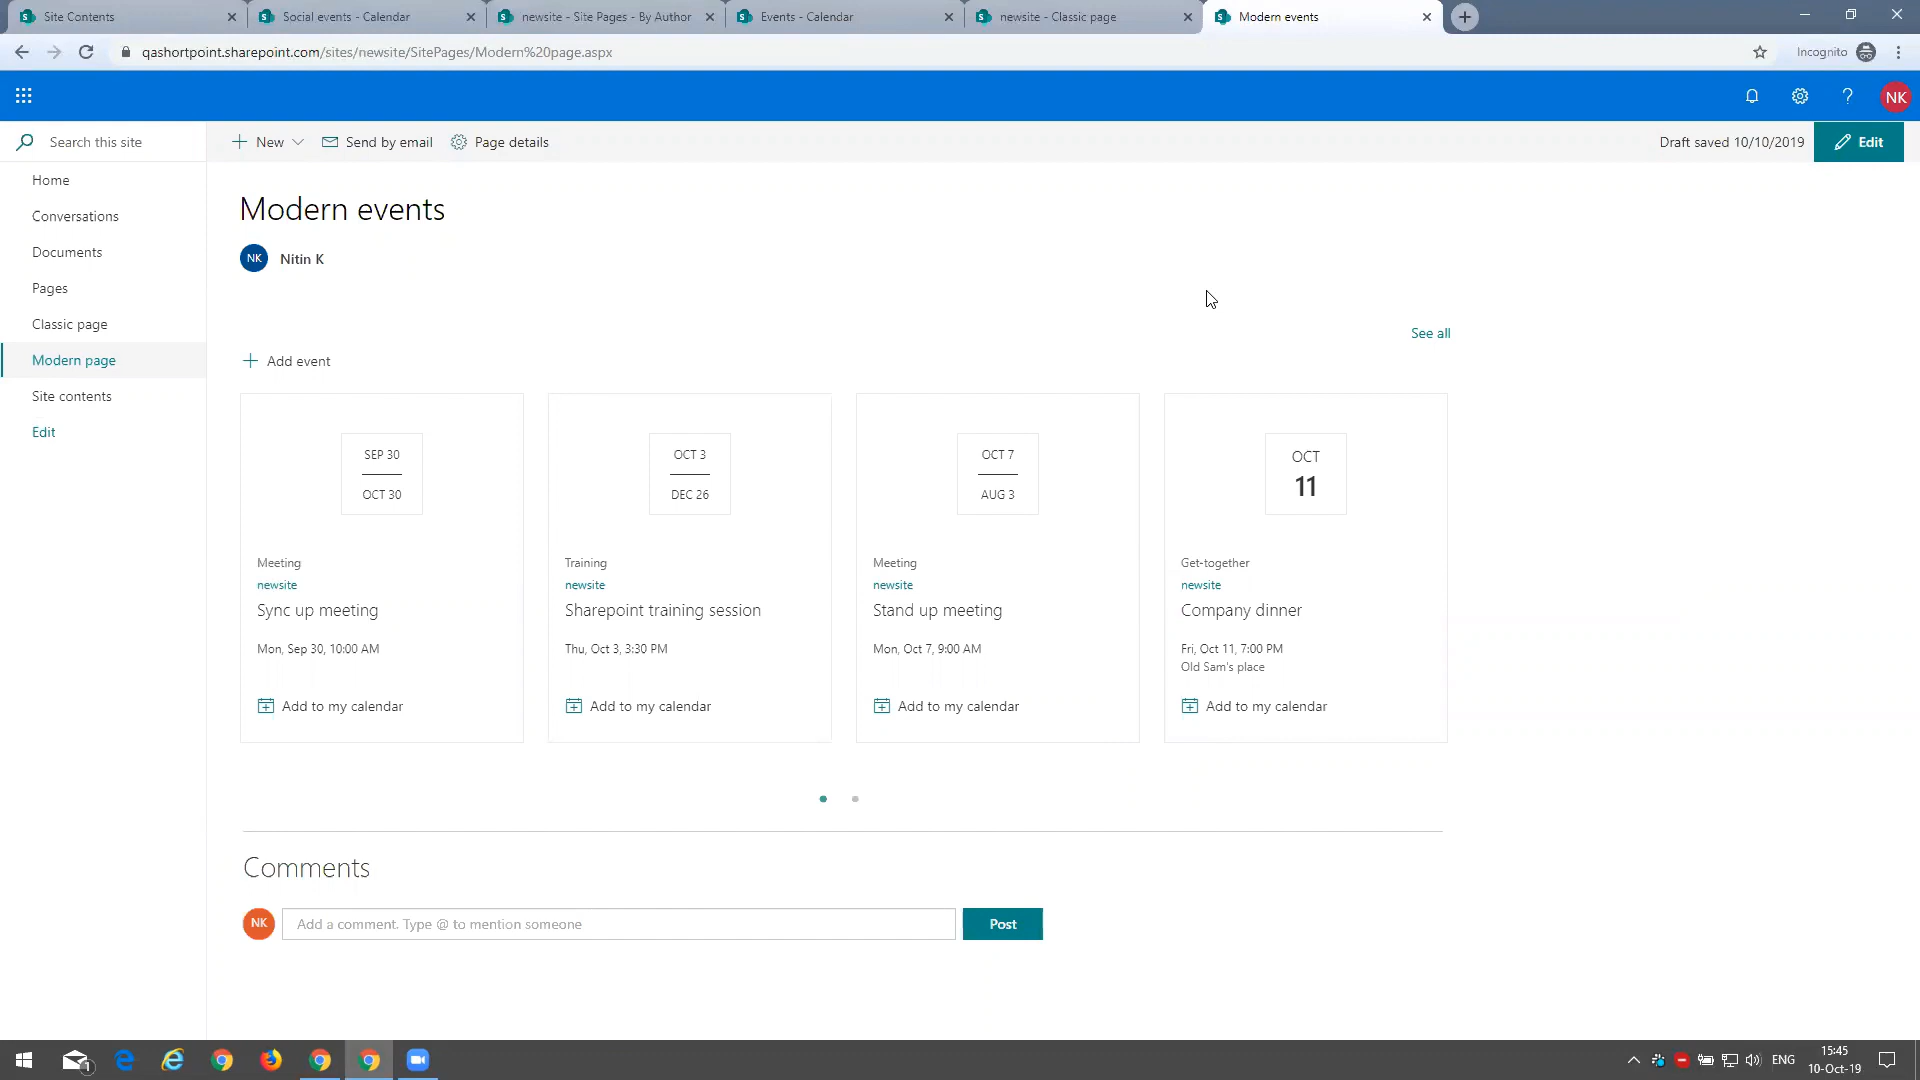 Site Contents
Social events - Calendar
newsite - Site Pages - By Author
Events - Calendar
newsite - Classic page
Modern events
qashortpoint.sharepoint.com/sites/newsite/SitePages/Modern%20page.aspx
Incognito
?
NK
Search this site
New
Send by email
Page details
Draft saved 10/10/2019
Edit
Home
Conversations
Documents
Pages
Classic page
Modern page
Site contents
Edit
Modern events
NK
Nitin K
See all
Add event
SEP 30
OCT 30
Meeting
newsite
Sync up meeting
Mon, Sep 30, 10:00 AM
Add to my calendar
OCT 3
DEC 26
Training
newsite
Sharepoint training session
Thu, Oct 3, 3:30 PM
Add to my calendar
OCT 7
AUG 3
Meeting
newsite
Stand up meeting
Mon, Oct 7, 9:00 AM
Add to my calendar
OCT
11
Get-together
newsite
Company dinner
Fri, Oct 11, 7:00 PM
Old Sam's place
Add to my calendar
Comments
NK
Add a comment. Type @ to mention someone
Post
1
ENG
15:45
10-Oct-19